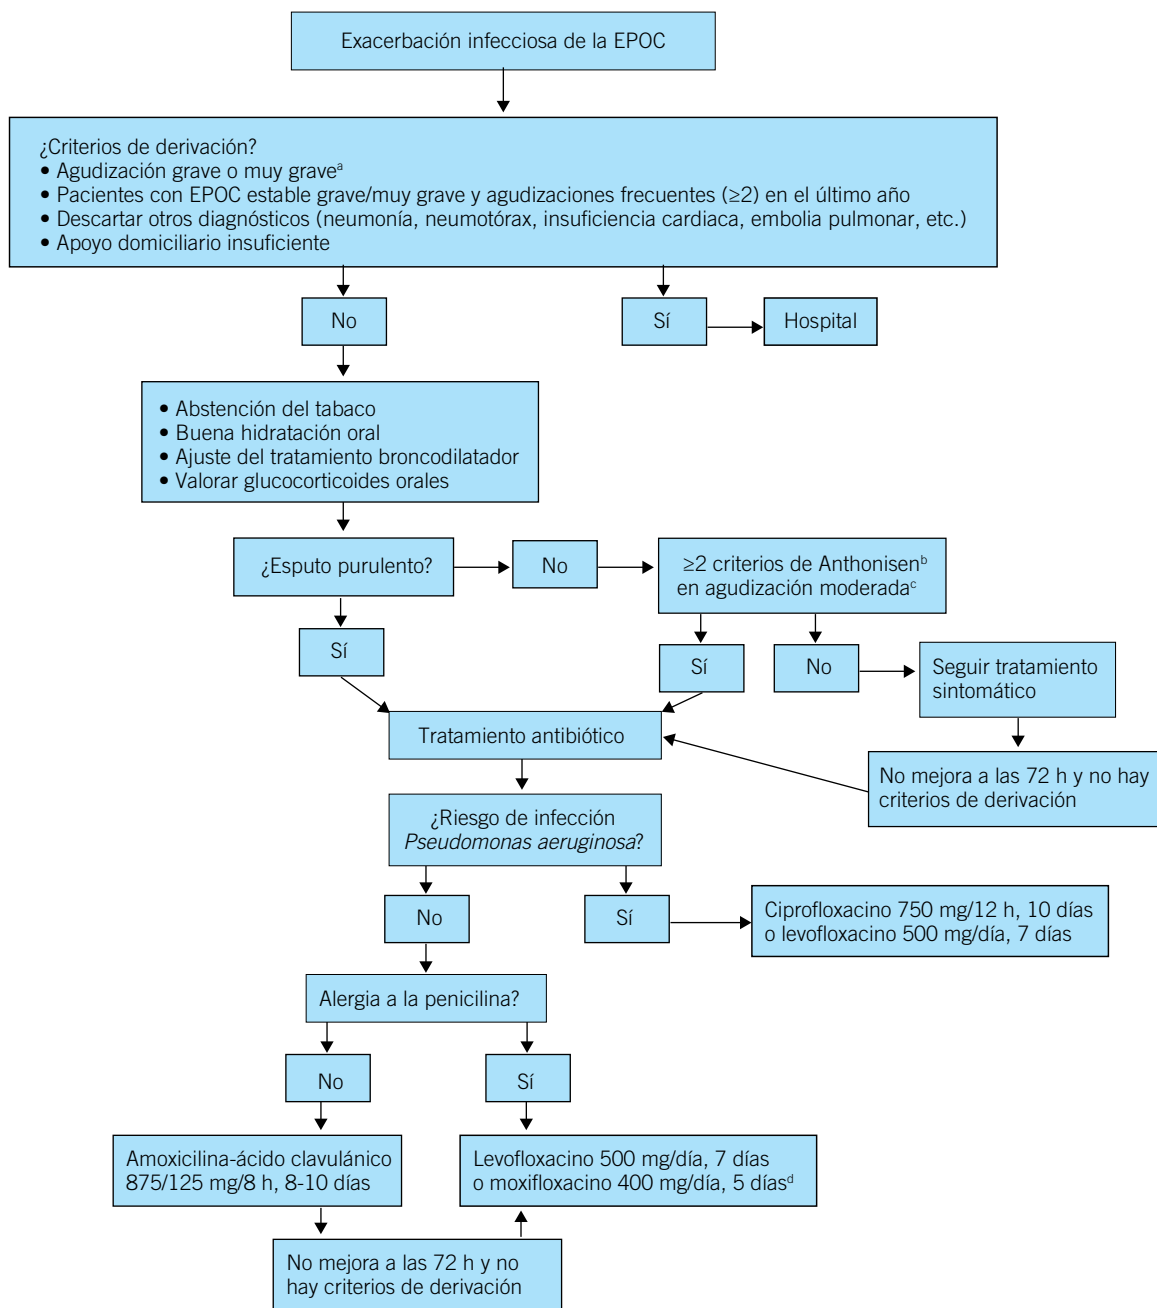 Exacerbación infecciosa de la EPOC
¿Criterios de derivación?
• Agudización grave o muy graveᵃ
• Pacientes con EPOC estable grave/muy grave y agudizaciones frecuentes (≥2) en el último año
• Descartar otros diagnósticos (neumonía, neumotórax, insuficiencia cardiaca, embolia pulmonar, etc.)
• Apoyo domiciliario insuficiente
No
Sí
Hospital
• Abstención del tabaco
• Buena hidratación oral
• Ajuste del tratamiento broncodilatador
• Valorar glucocorticoides orales
¿Esputo purulento?
No
≥2 criterios de Anthonisenᵇ
en agudización moderadaᶜ
Sí
Sí
No
Seguir tratamiento
sintomático
Tratamiento antibiótico
No mejora a las 72 h y no hay
criterios de derivación
¿Riesgo de infección
Pseudomonas aeruginosa?
No
Sí
Ciprofloxacino 750 mg/12 h, 10 días
o levofloxacino 500 mg/día, 7 días
Alergia a la penicilina?
No
Sí
Amoxicilina-ácido clavulánico
875/125 mg/8 h, 8-10 días
Levofloxacino 500 mg/día, 7 días
o moxifloxacino 400 mg/día, 5 díasᵈ
No mejora a las 72 h y no
hay criterios de derivación